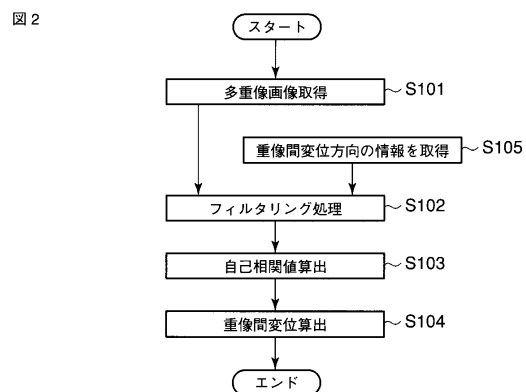 図2
スタート
多重像画像取得 S101
重像間変位方向の情報を取得 S105
フィルタリング処理 S102
自己相関値算出 S103
重像間変位算出 S104
エンド